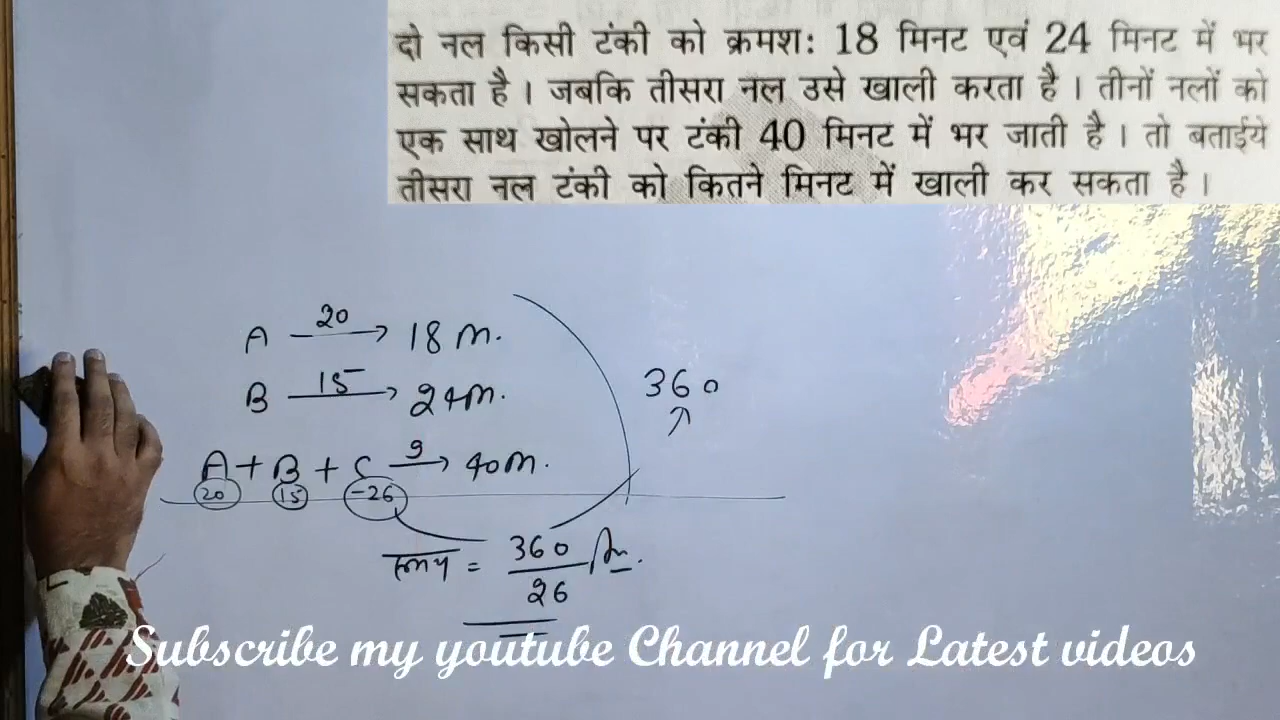 दो नल किसी टंकी को क्रमश: 18 मिनट एवं 24 मिनट में भर
सकता है । जबकि तीसरा नल उसे खाली करता है । तीनों नलों को
एक साथ खोलने पर टंकी 40 मिनट में भर जाती है । तो बताईये
तीसरा नल टंकी को कितने मिनट में खाली कर सकता है ।
A 20 → 18 m.
B 15 → 24m.
360
↑
A + B + C 9 → 40m.
20 15 -26
समय = 360/26 m.
Subscribe my youtube Channel for Latest videos